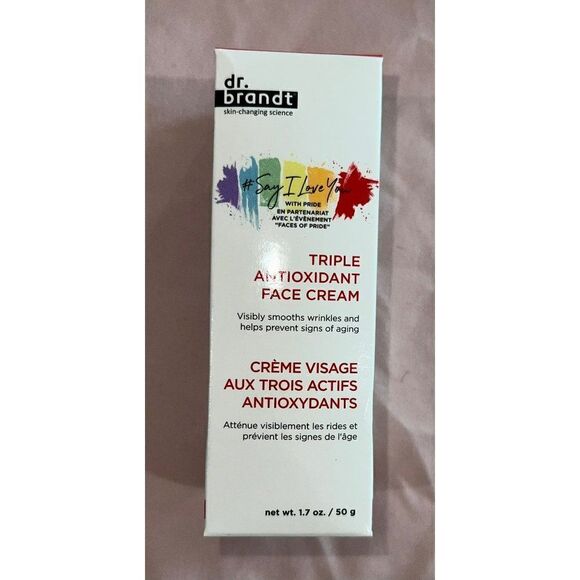 dr.
brandt
skin-changing science
#Say I Love You
WITH PRIDE
EN PARTENARIAT
AVEC L'ÉVÉNEMENT
"FACES OF PRIDE"
TRIPLE
ANTIOXIDANT
FACE CREAM
Visibly smooths wrinkles and
helps prevent signs of aging
CRÈME VISAGE
AUX TROIS ACTIFS
ANTIOXYDANTS
Atténue visiblement les rides et
prévient les signes de l'âge
net wt. 1.7 oz. / 50 g